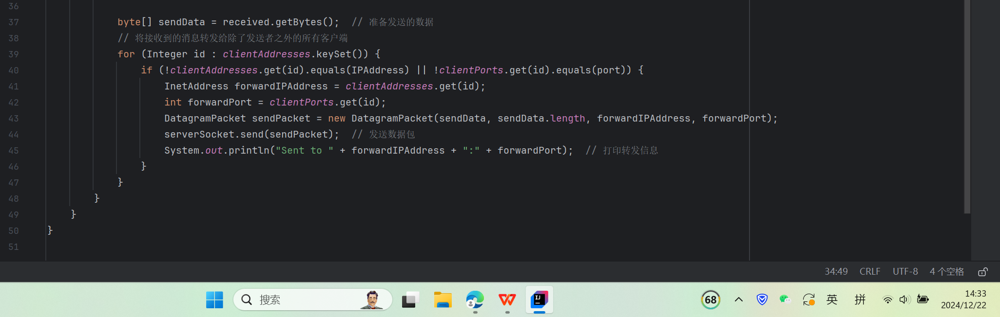 36
37 byte[] sendData = received.getBytes();  // 准备发送的数据
38 // 将接收到的消息转发给除了发送者之外的所有客户端
39 for (Integer id : clientAddresses.keySet()) {
40 if (!clientAddresses.get(id).equals(IPAddress) || !clientPorts.get(id).equals(port)) {
41 InetAddress forwardIPAddress = clientAddresses.get(id);
42 int forwardPort = clientPorts.get(id);
43 DatagramPacket sendPacket = new DatagramPacket(sendData, sendData.length, forwardIPAddress, forwardPort);
44 serverSocket.send(sendPacket);  // 发送数据包
45 System.out.println("Sent to " + forwardIPAddress + ":" + forwardPort);  // 打印转发信息
46 }
47 }
48 }
49 }
50 }
51
34:49 CRLF UTF-8 4 个空格
搜索 IJ 68 英 拼 14:33
2024/12/22